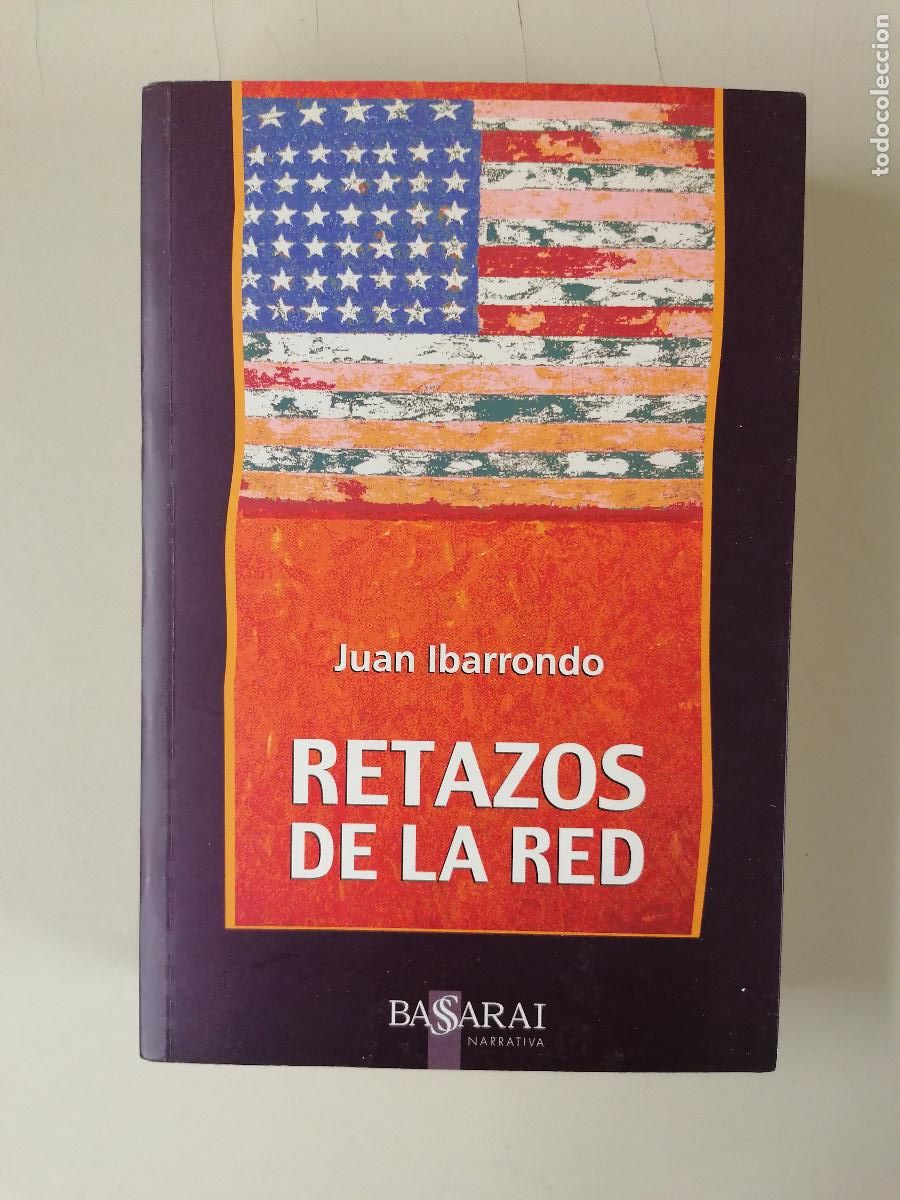 todocoleccion
Juan Ibarrondo
RETAZOS
DE LA RED
BASSARAI
NARRATIVA